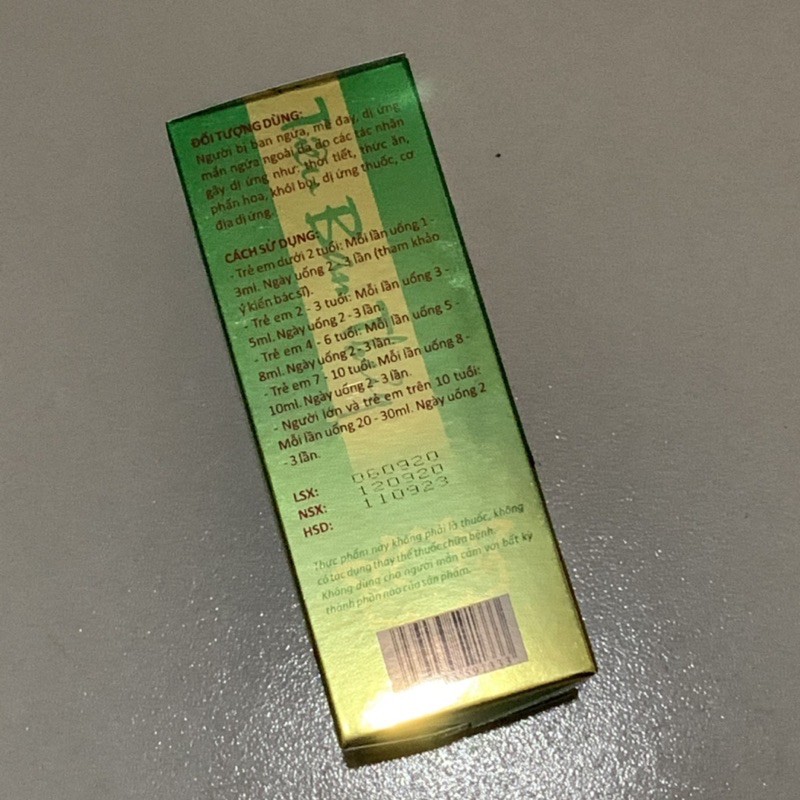 Tiêu Ban Thủy
ĐỐI TƯỢNG DÙNG:
Người bị ban ngứa, mề đay, dị ứng
mẩn ngứa ngoài da do các tác nhân
gây dị ứng như: thời tiết, thức ăn,
phấn hoa, khói bụi, dị ứng thuốc, cơ
địa dị ứng.
CÁCH SỬ DỤNG:
- Trẻ em dưới 2 tuổi: Mỗi lần uống 1 -
3ml. Ngày uống 2 - 3 lần (tham khảo
ý kiến bác sĩ).
- Trẻ em 2 - 3 tuổi: Mỗi lần uống 3 -
5ml. Ngày uống 2 - 3 lần.
- Trẻ em 4 - 6 tuổi: Mỗi lần uống 5 -
8ml. Ngày uống 2 - 3 lần.
- Trẻ em 7 - 10 tuổi: Mỗi lần uống 8 -
10ml. Ngày uống 2 - 3 lần.
- Người lớn và trẻ em trên 10 tuổi:
Mỗi lần uống 20 - 30ml. Ngày uống 2
- 3 lần.
LSX: 060920
NSX: 120920
HSD: 110923
Thực phẩm này không phải là thuốc, không
có tác dụng thay thế thuốc chữa bệnh.
Không dùng cho người mẫn cảm với bất kỳ
thành phần nào của sản phẩm.